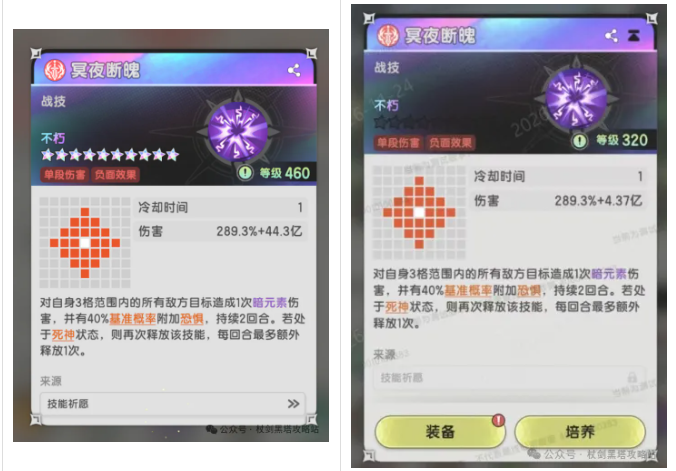 冥夜断魄
战技
不朽
单段伤害 负面效果
等级 460
冷却时间 1
伤害 289.3%+44.3亿
对自身3格范围内的所有敌方目标造成1次暗元素伤
害，并有40%基准概率附加恐惧，持续2回合。若处
于死神状态，则再次释放该技能，每回合最多额外
释放1次。
来源
技能祈愿
公众号 · 杖剑黑塔攻略站
冥夜断魄
战技
不朽
单段伤害 负面效果
等级 320
冷却时间 1
伤害 289.3%+4.37亿
对自身3格范围内的所有敌方目标造成1次暗元素伤
害，并有40%基准概率附加恐惧，持续2回合。若处
于死神状态，则再次释放该技能，每回合最多额外
释放1次。
来源
技能祈愿
装备 培养
公众号 · 杖剑黑塔攻略站